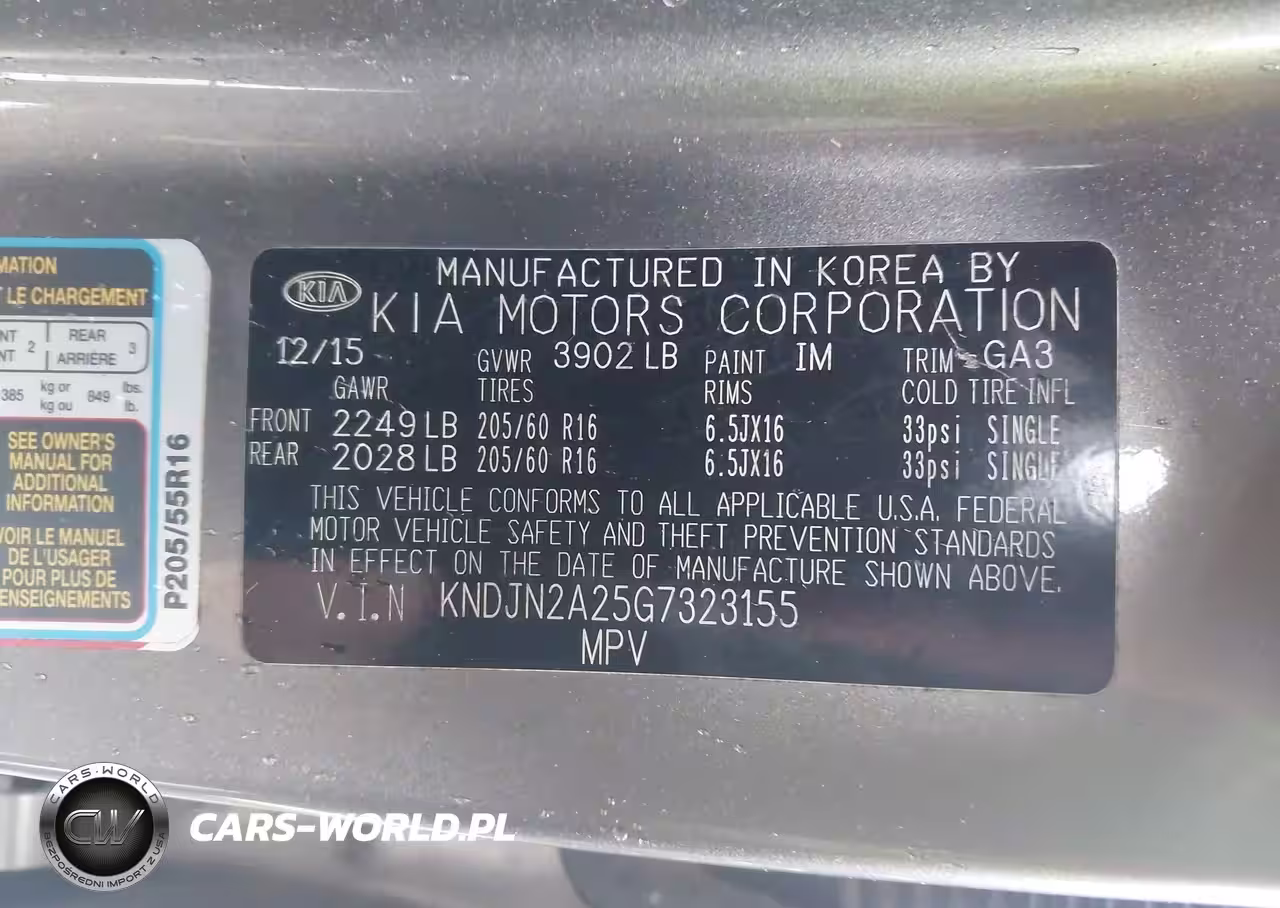 MATION
T LE CHARGEMENT
NT 2 REAR 3
NT ARRIÈRE
385 kg or 849 lbs.
kg ou lb.
SEE OWNER'S
MANUAL FOR
ADDITIONAL
INFORMATION
VOIR LE MANUEL
DE L'USAGER
POUR PLUS DE
ENSEIGNEMENTS
P205/55R16
KIA
MANUFACTURED IN KOREA BY
KIA MOTORS CORPORATION
12/15 GVWR 3902 LB PAINT IM TRIM GA3
GAWR TIRES RIMS COLD TIRE INFL
FRONT 2249 LB 205/60 R16 6.5JX16 33psi SINGLE
REAR 2028 LB 205/60 R16 6.5JX16 33psi SINGLE
THIS VEHICLE CONFORMS TO ALL APPLICABLE U.S.A. FEDERAL
MOTOR VEHICLE SAFETY AND THEFT PREVENTION STANDARDS
IN EFFECT ON THE DATE OF MANUFACTURE SHOWN ABOVE.
V.I.N KNDJN2A25G7323155
MPV
CARS-WORLD
CW
BEZPOŚREDNI IMPORT Z USA
CARS-WORLD.PL